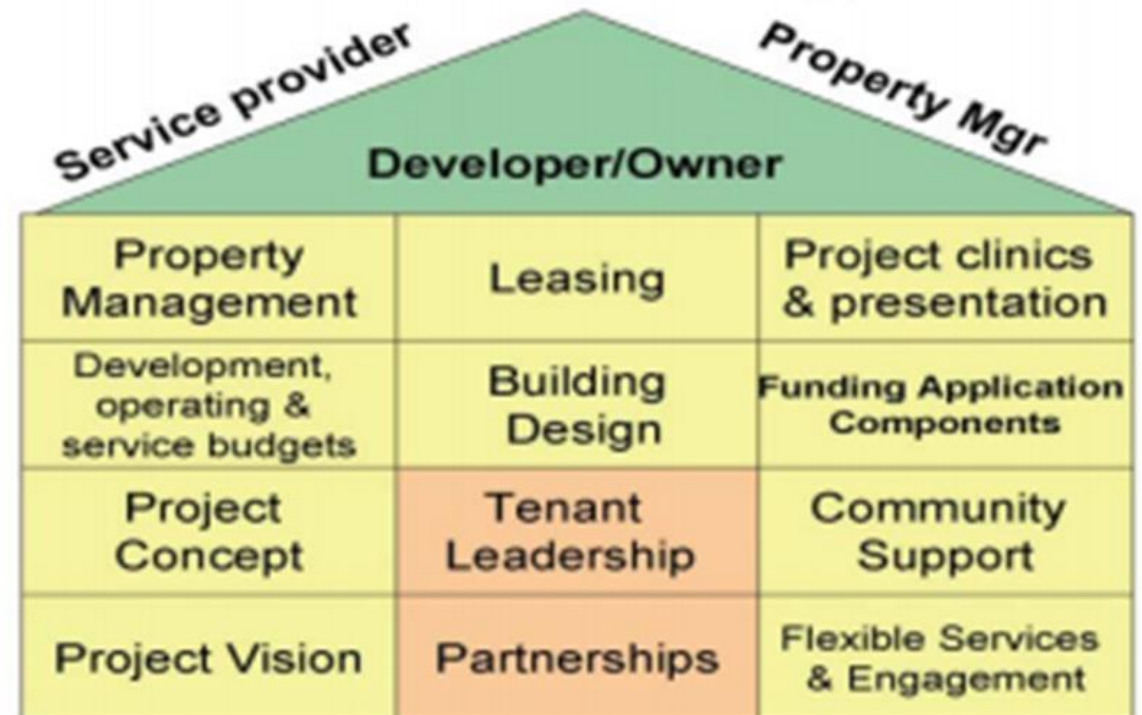 Service provider
Property Mgr
Developer/Owner
Property
Management
Leasing
Project clinics
& presentation
Development,
operating &
service budgets
Building
Design
Funding Application
Components
Project
Concept
Tenant
Leadership
Community
Support
Project Vision
Partnerships
Flexible Services
& Engagement